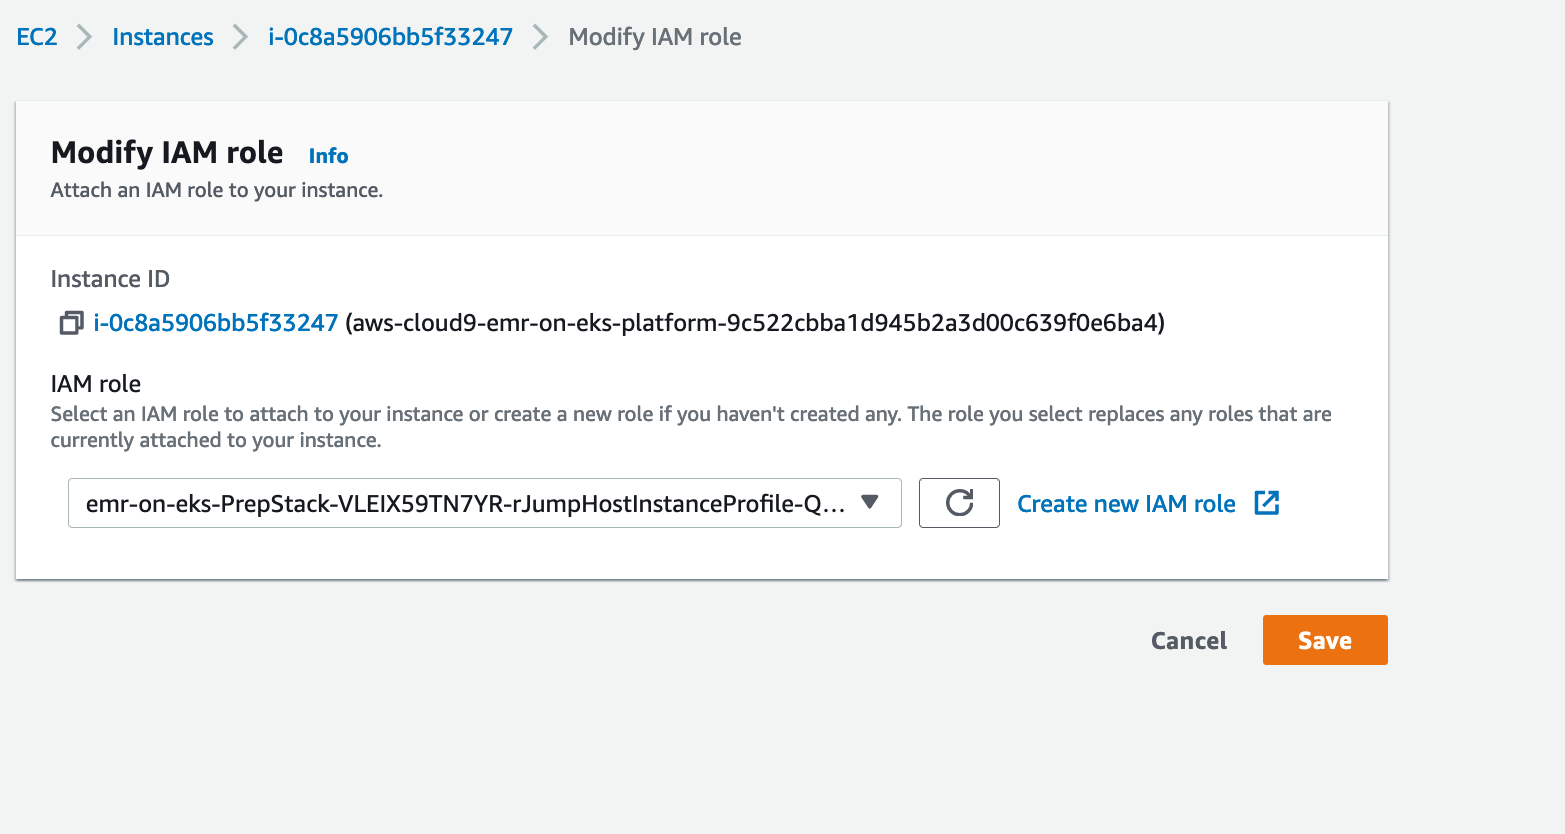 EC2 Instances i-0c8a5906bb5f33247 Modify IAM role
Modify IAM role Info
Attach an IAM role to your instance.
Instance ID
i-0c8a5906bb5f33247 (aws-cloud9-emr-on-eks-platform-9c522cbba1d945b2a3d00c639f0e6ba4)
IAM role
Select an IAM role to attach to your instance or create a new role if you haven't created any. The role you select replaces any roles that are
currently attached to your instance.
emr-on-eks-PrepStack-VLEIX59TN7YR-rJumpHostInstanceProfile-Q... Create new IAM role
Cancel Save